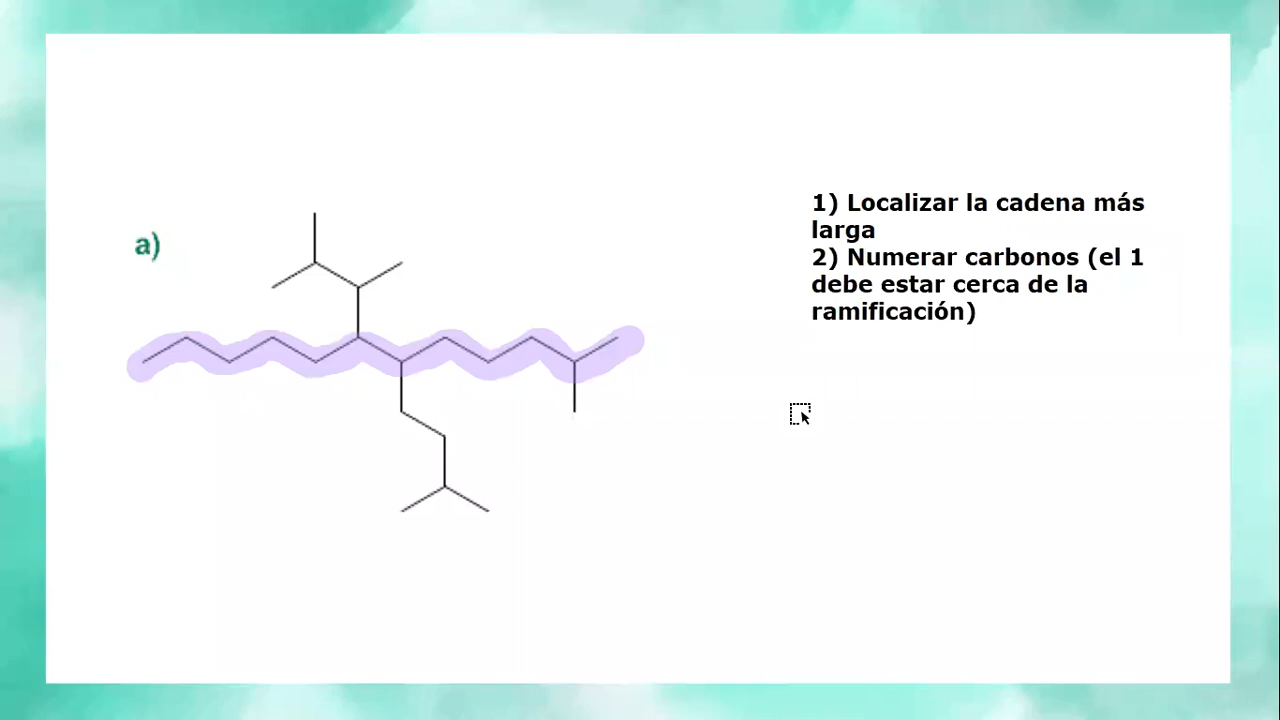 a)
1) Localizar la cadena más
larga
2) Numerar carbonos (el 1
debe estar cerca de la
ramificación)